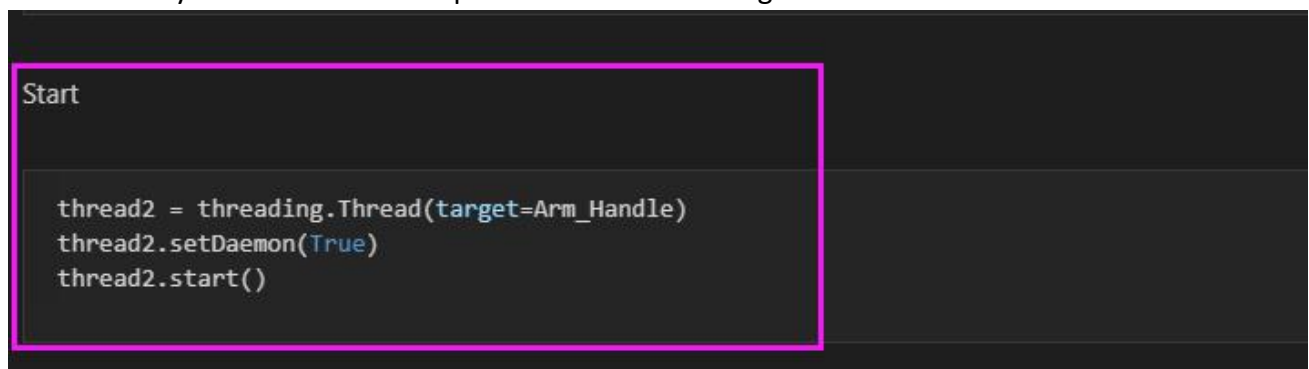 Start
thread2 = threading.Thread(target=Arm_Handle)
thread2.setDaemon(True)
thread2.start()